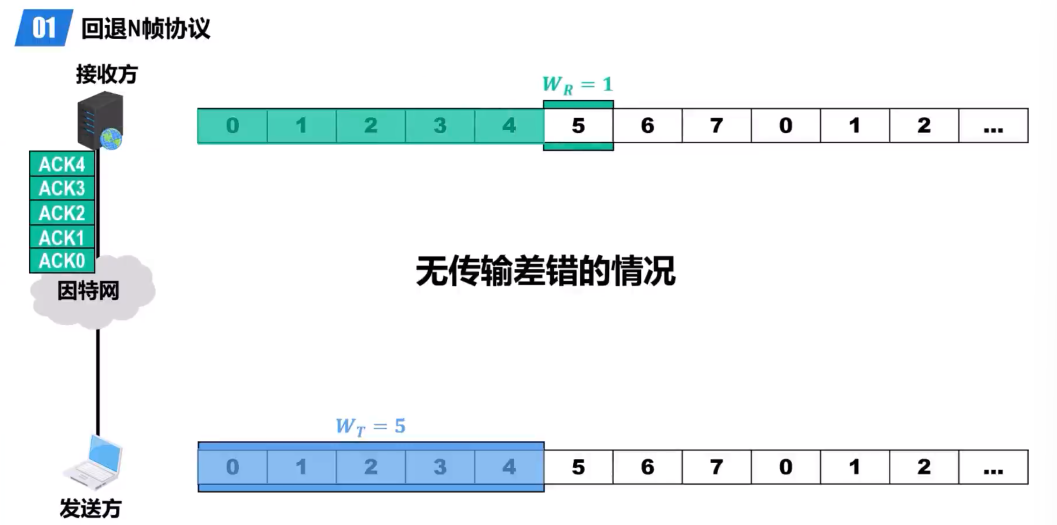 01 回退N帧协议
接收方
W_R = 1
0 1 2 3 4 5 6 7 0 1 2 ...
ACK4
ACK3
ACK2
ACK1
ACK0
因特网
无传输差错的情况
W_T = 5
0 1 2 3 4 5 6 7 0 1 2 ...
发送方